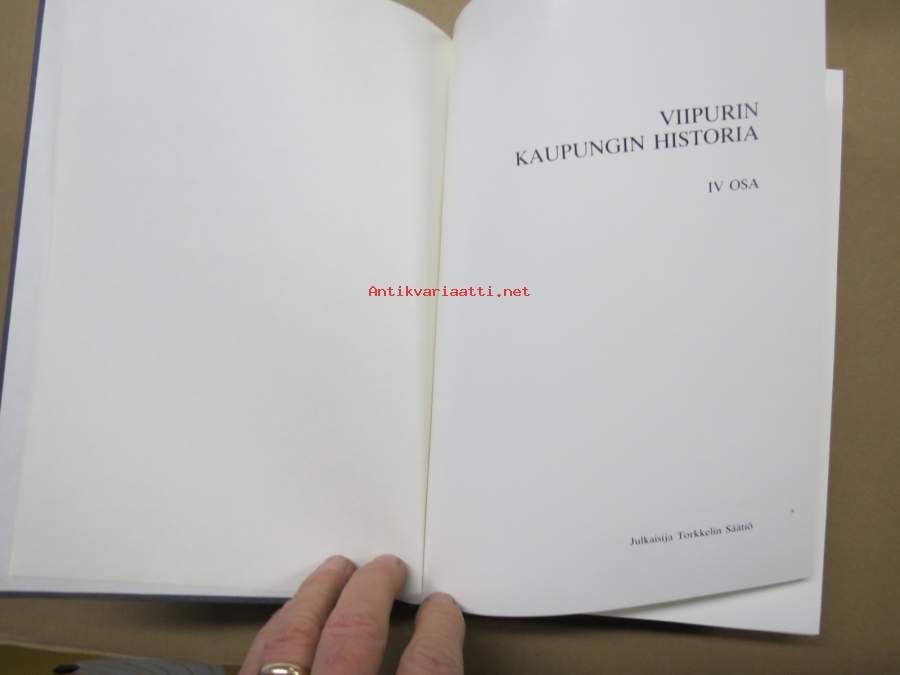 VIIPURIN
KAUPUNGIN HISTORIA
IV OSA
Antikvariaatti.net
Julkaisija Torkkelin Säätiö